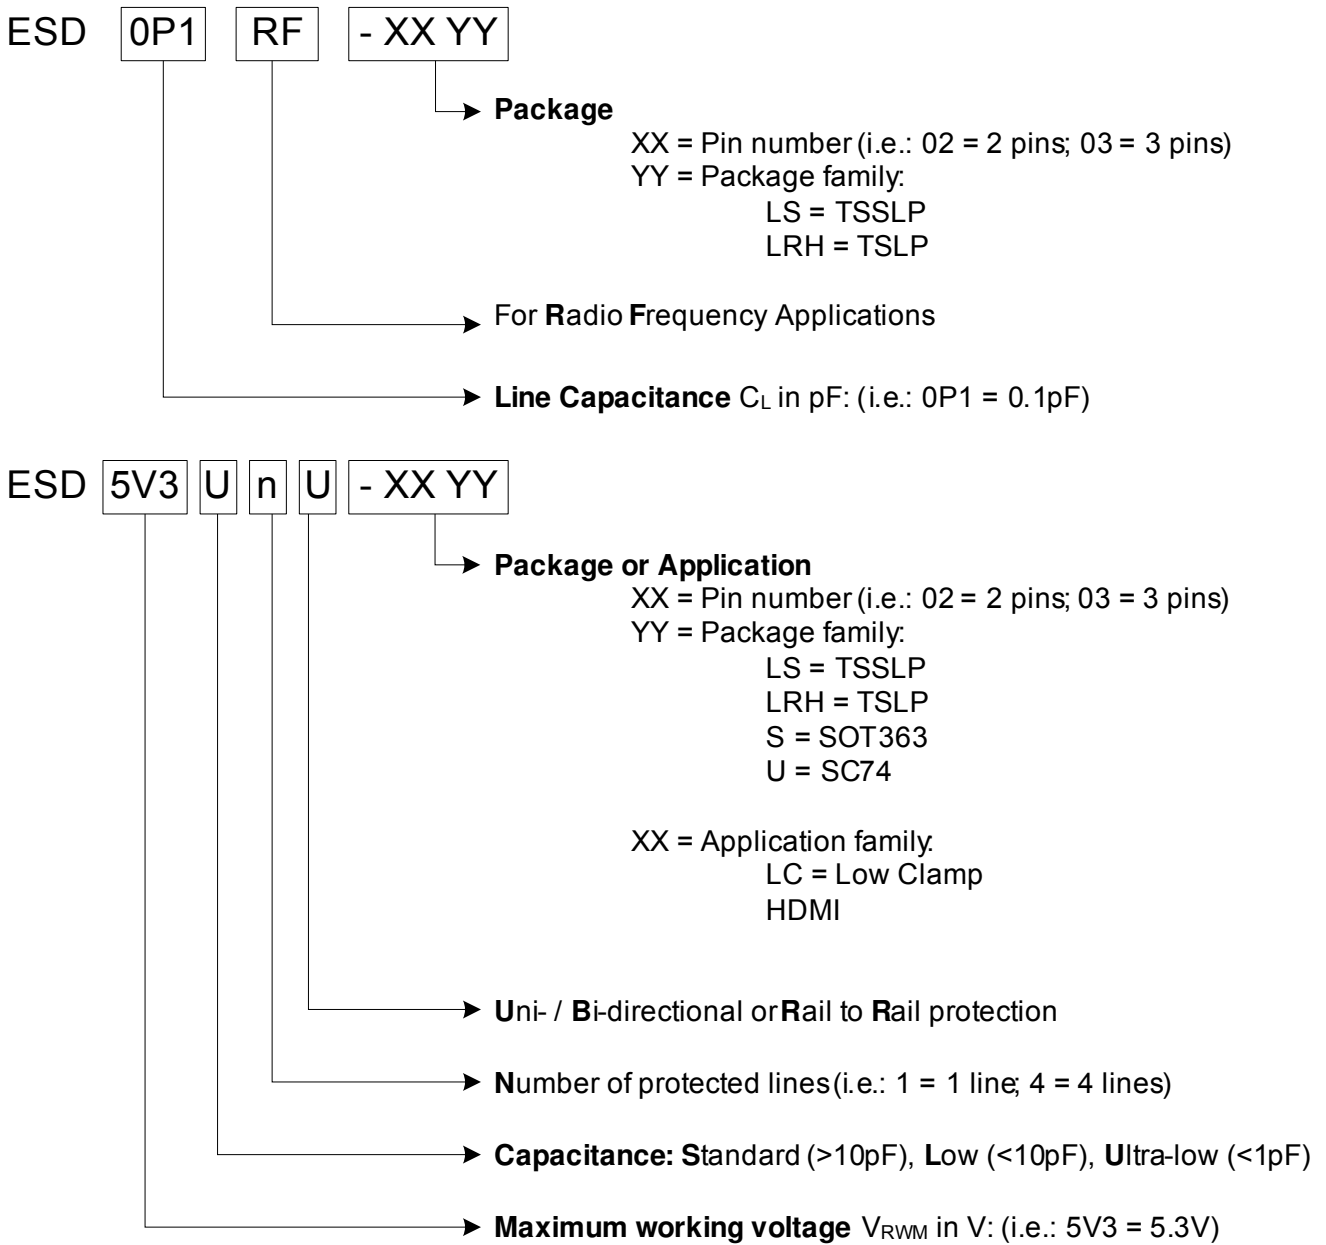 ESD 0P1 RF - XX YY
Package
XX = Pin number (i.e.: 02 = 2 pins; 03 = 3 pins)
YY = Package family:
LS = TSSLP
LRH = TSLP
For Radio Frequency Applications
Line Capacitance CL in pF: (i.e.: 0P1 = 0.1pF)
ESD 5V3 U n U - XX YY
Package or Application
XX = Pin number (i.e.: 02 = 2 pins; 03 = 3 pins)
YY = Package family:
LS = TSSLP
LRH = TSLP
S = SOT363
U = SC74
XX = Application family:
LC = Low Clamp
HDMI
Uni- / Bi-directional or Rail to Rail protection
Number of protected lines (i.e.: 1 = 1 line; 4 = 4 lines)
Capacitance: Standard (>10pF), Low (<10pF), Ultra-low (<1pF)
Maximum working voltage VRWM in V: (i.e.: 5V3 = 5.3V)